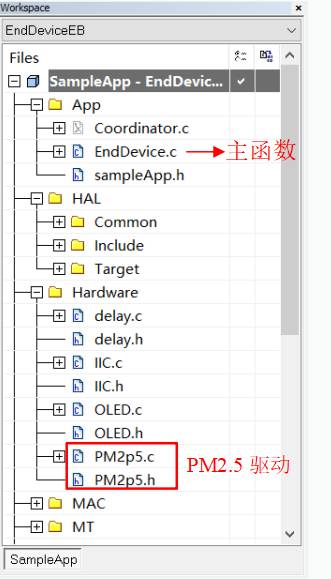 Workspace
EndDeviceEB
Files
SampleApp - EndDevic...
App
Coordinator.c
EndDevice.c 主函数
sampleApp.h
HAL
Common
Include
Target
Hardware
delay.c
delay.h
IIC.c
IIC.h
OLED.c
OLED.h
PM2p5.c
PM2.5 驱动
PM2p5.h
MAC
MT
SampleApp